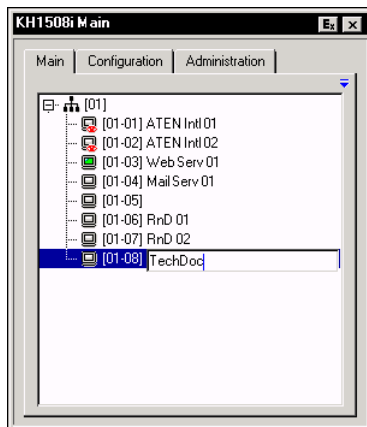 KH1508i Main
Ex
Main Configuration Administration
[01]
[01-01] ATEN Intl 01
[01-02] ATEN Intl 02
[01-03] Web Serv 01
[01-04] Mail Serv 01
[01-05]
[01-06] RnD 01
[01-07] RnD 02
[01-08] TechDoc